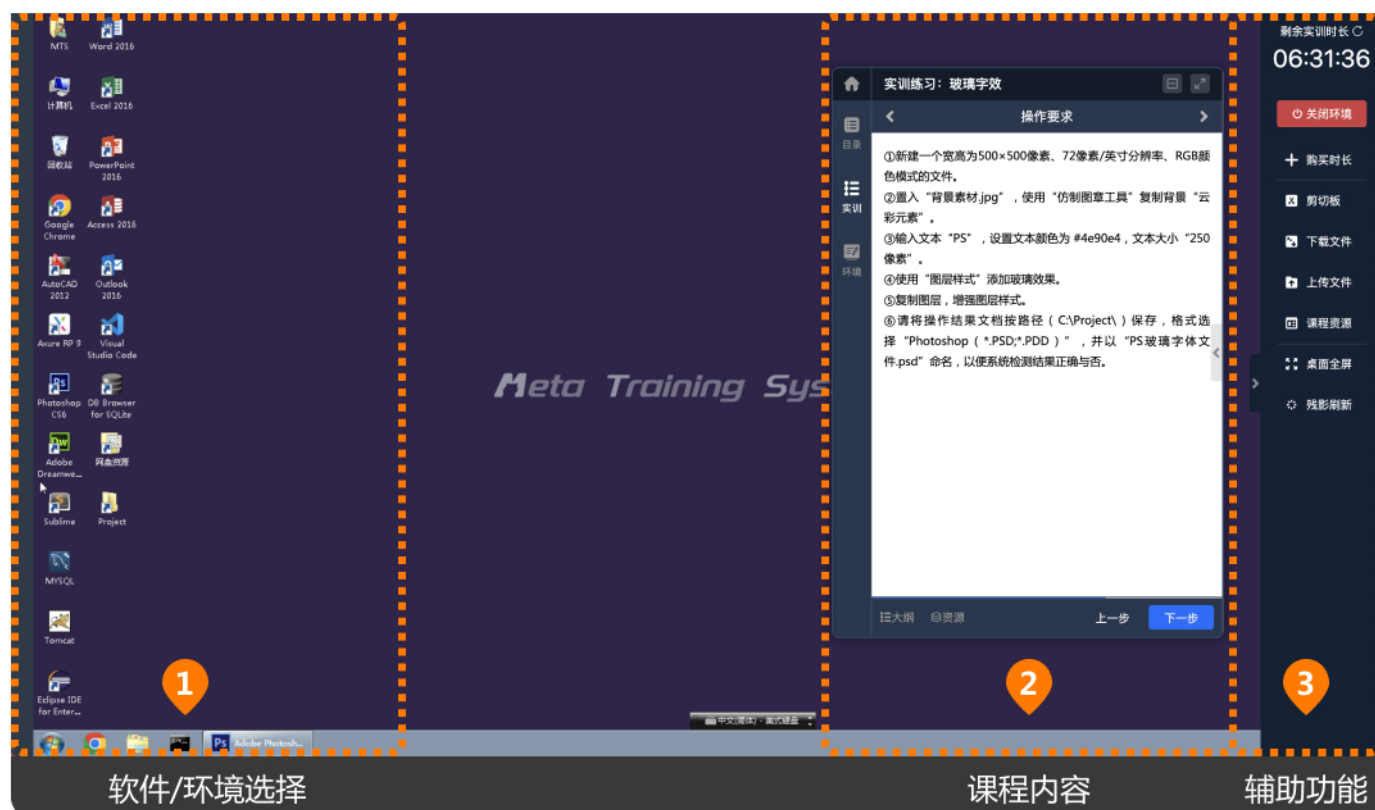 MTS
Word 2016
计算机
Excel 2016
回收站
PowerPoint
2016
Google
Chrome
Access 2016
AutoCAD
2012
Outlook
2016
Axure RP 9
Visual
Studio Code
Photoshop
CS6
DB Browser
for SQLite
Adobe
Dreamwe...
网盘资源
Sublime
Project
MYSQL
Tomcat
Eclipse IDE
for Enter...
Adobe Photosh...
Meta Training Sys
中文(简体) - 美式键盘
实训练习：玻璃字效
操作要求
目录
实训
环境
①新建一个宽高为500×500像素、72像素/英寸分辨率、RGB颜
色模式的文件。
②置入“背景素材.jpg”，使用“仿制图章工具”复制背景“云
彩元素”。
③输入文本“PS”，设置文本颜色为 #4e90e4，文本大小“250
像素”。
④使用“图层样式”添加玻璃效果。
⑤复制图层，增强图层样式。
⑥请将操作结果文档按路径（C:\Project\）保存，格式选
择“Photoshop（*.PSD;*.PDD）”，并以“PS玻璃字体文
件.psd”命名，以便系统检测结果正确与否。
大纲 资源 上一步 下一步
剩余实训时长
06:31:36
关闭环境
购买时长
剪切板
下载文件
上传文件
课程资源
桌面全屏
残影刷新
1
2
3
软件/环境选择
课程内容
辅助功能